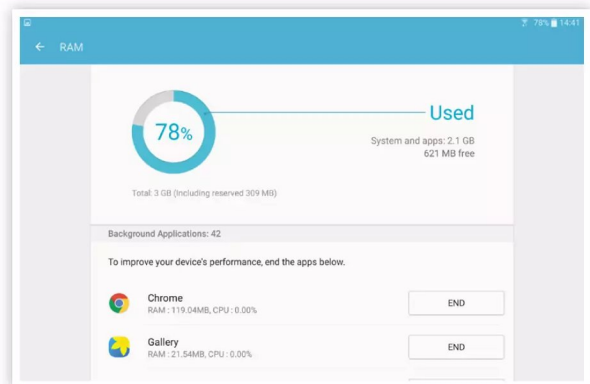 78% 14:41
RAM
78%
Used
System and apps: 2.1 GB
621 MB free
Total: 3 GB (Including reserved 309 MB)
Background Applications: 42
To improve your device's performance, end the apps below.
Chrome
RAM : 119.04MB, CPU : 0.00%
END
Gallery
RAM : 21.54MB, CPU : 0.00%
END